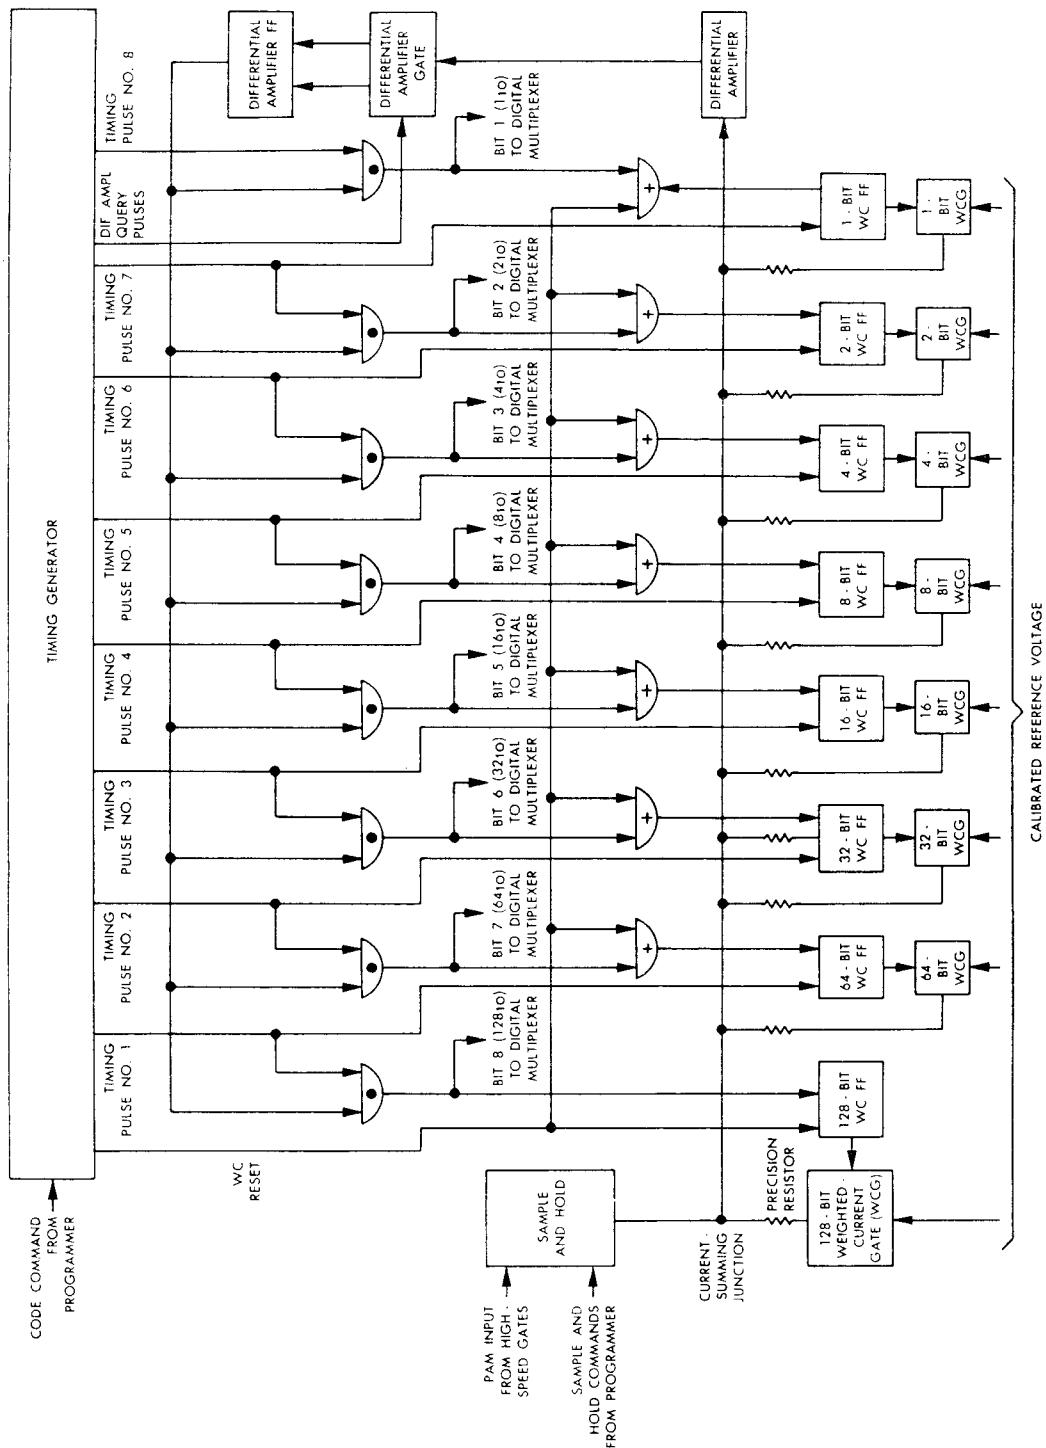 CODE COMMAND
FROM
PROGRAMMER
TIMING GENERATOR
WC
RESET
TIMING
PULSE NO. 1
TIMING
PULSE NO. 2
TIMING
PULSE NO. 3
TIMING
PULSE NO. 4
TIMING
PULSE NO. 5
TIMING
PULSE NO. 6
TIMING
PULSE NO. 7
DIF AMPL
QUERY
PULSES
TIMING
PULSE NO. 8
DIFFERENTIAL
AMPLIFIER FF
DIFFERENTIAL
AMPLIFIER
GATE
BIT 8 (128₁₀)
TO DIGITAL
MULTIPLEXER
BIT 7 (64₁₀)
TO DIGITAL
MULTIPLEXER
BIT 6 (32₁₀)
TO DIGITAL
MULTIPLEXER
BIT 5 (16₁₀)
TO DIGITAL
MULTIPLEXER
BIT 4 (8₁₀)
TO DIGITAL
MULTIPLEXER
BIT 3 (4₁₀)
TO DIGITAL
MULTIPLEXER
BIT 2 (2₁₀)
TO DIGITAL
MULTIPLEXER
BIT 1 (1₁₀)
TO DIGITAL
MULTIPLEXER
PAM INPUT
FROM HIGH-
SPEED GATES
SAMPLE AND
HOLD COMMANDS
FROM PROGRAMMER
SAMPLE
AND HOLD
+
+
+
+
+
+
+
CURRENT-
SUMMING
JUNCTION
PRECISION
RESISTOR
DIFFERENTIAL
AMPLIFIER
128-BIT
WEIGHTED-
CURRENT
GATE (WCG)
128-BIT
WC FF
64-BIT
WC FF
32-BIT
WC FF
16-BIT
WC FF
8-BIT
WC FF
4-BIT
WC FF
2-BIT
WC FF
1-BIT
WC FF
64-
BIT
WCG
32-
BIT
WCG
16-
BIT
WCG
8-
BIT
WCG
4-
BIT
WCG
2-
BIT
WCG
1-
BIT
WCG
CALIBRATED REFERENCE VOLTAGE